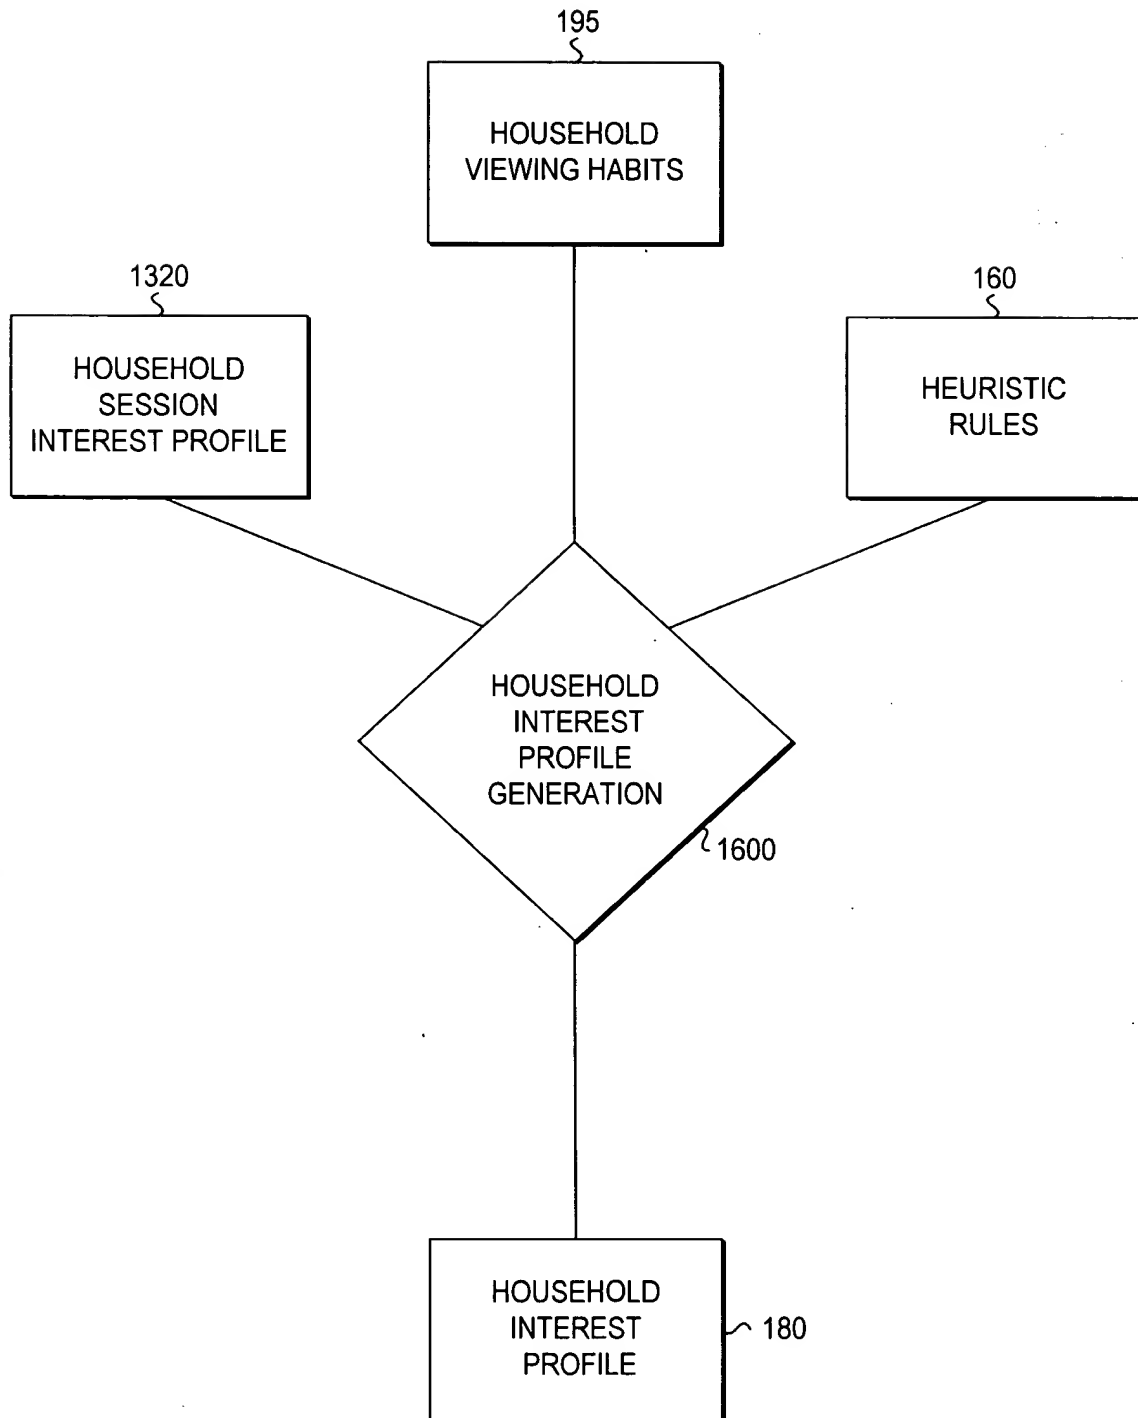 195
HOUSEHOLD
VIEWING HABITS
1320
HOUSEHOLD
SESSION
INTEREST PROFILE
160
HEURISTIC
RULES
HOUSEHOLD
INTEREST
PROFILE
GENERATION
1600
HOUSEHOLD
INTEREST
PROFILE
180